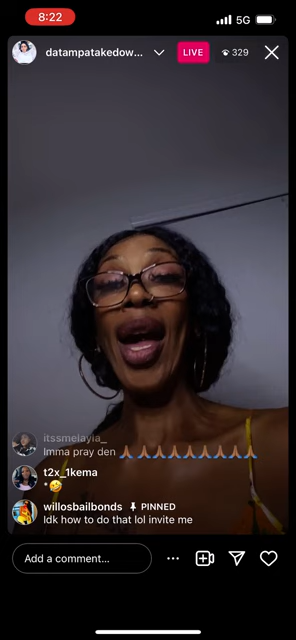 8:22
5G
datampatakedow...
LIVE
329
itssmelayla_
Imma pray den 🙏🏽🙏🏽🙏🏽🙏🏽🙏🏽🙏🏽🙏🏽🙏🏽
t2x_1kema
🤣
willosbailbonds PINNED
Idk how to do that lol invite me
Add a comment...